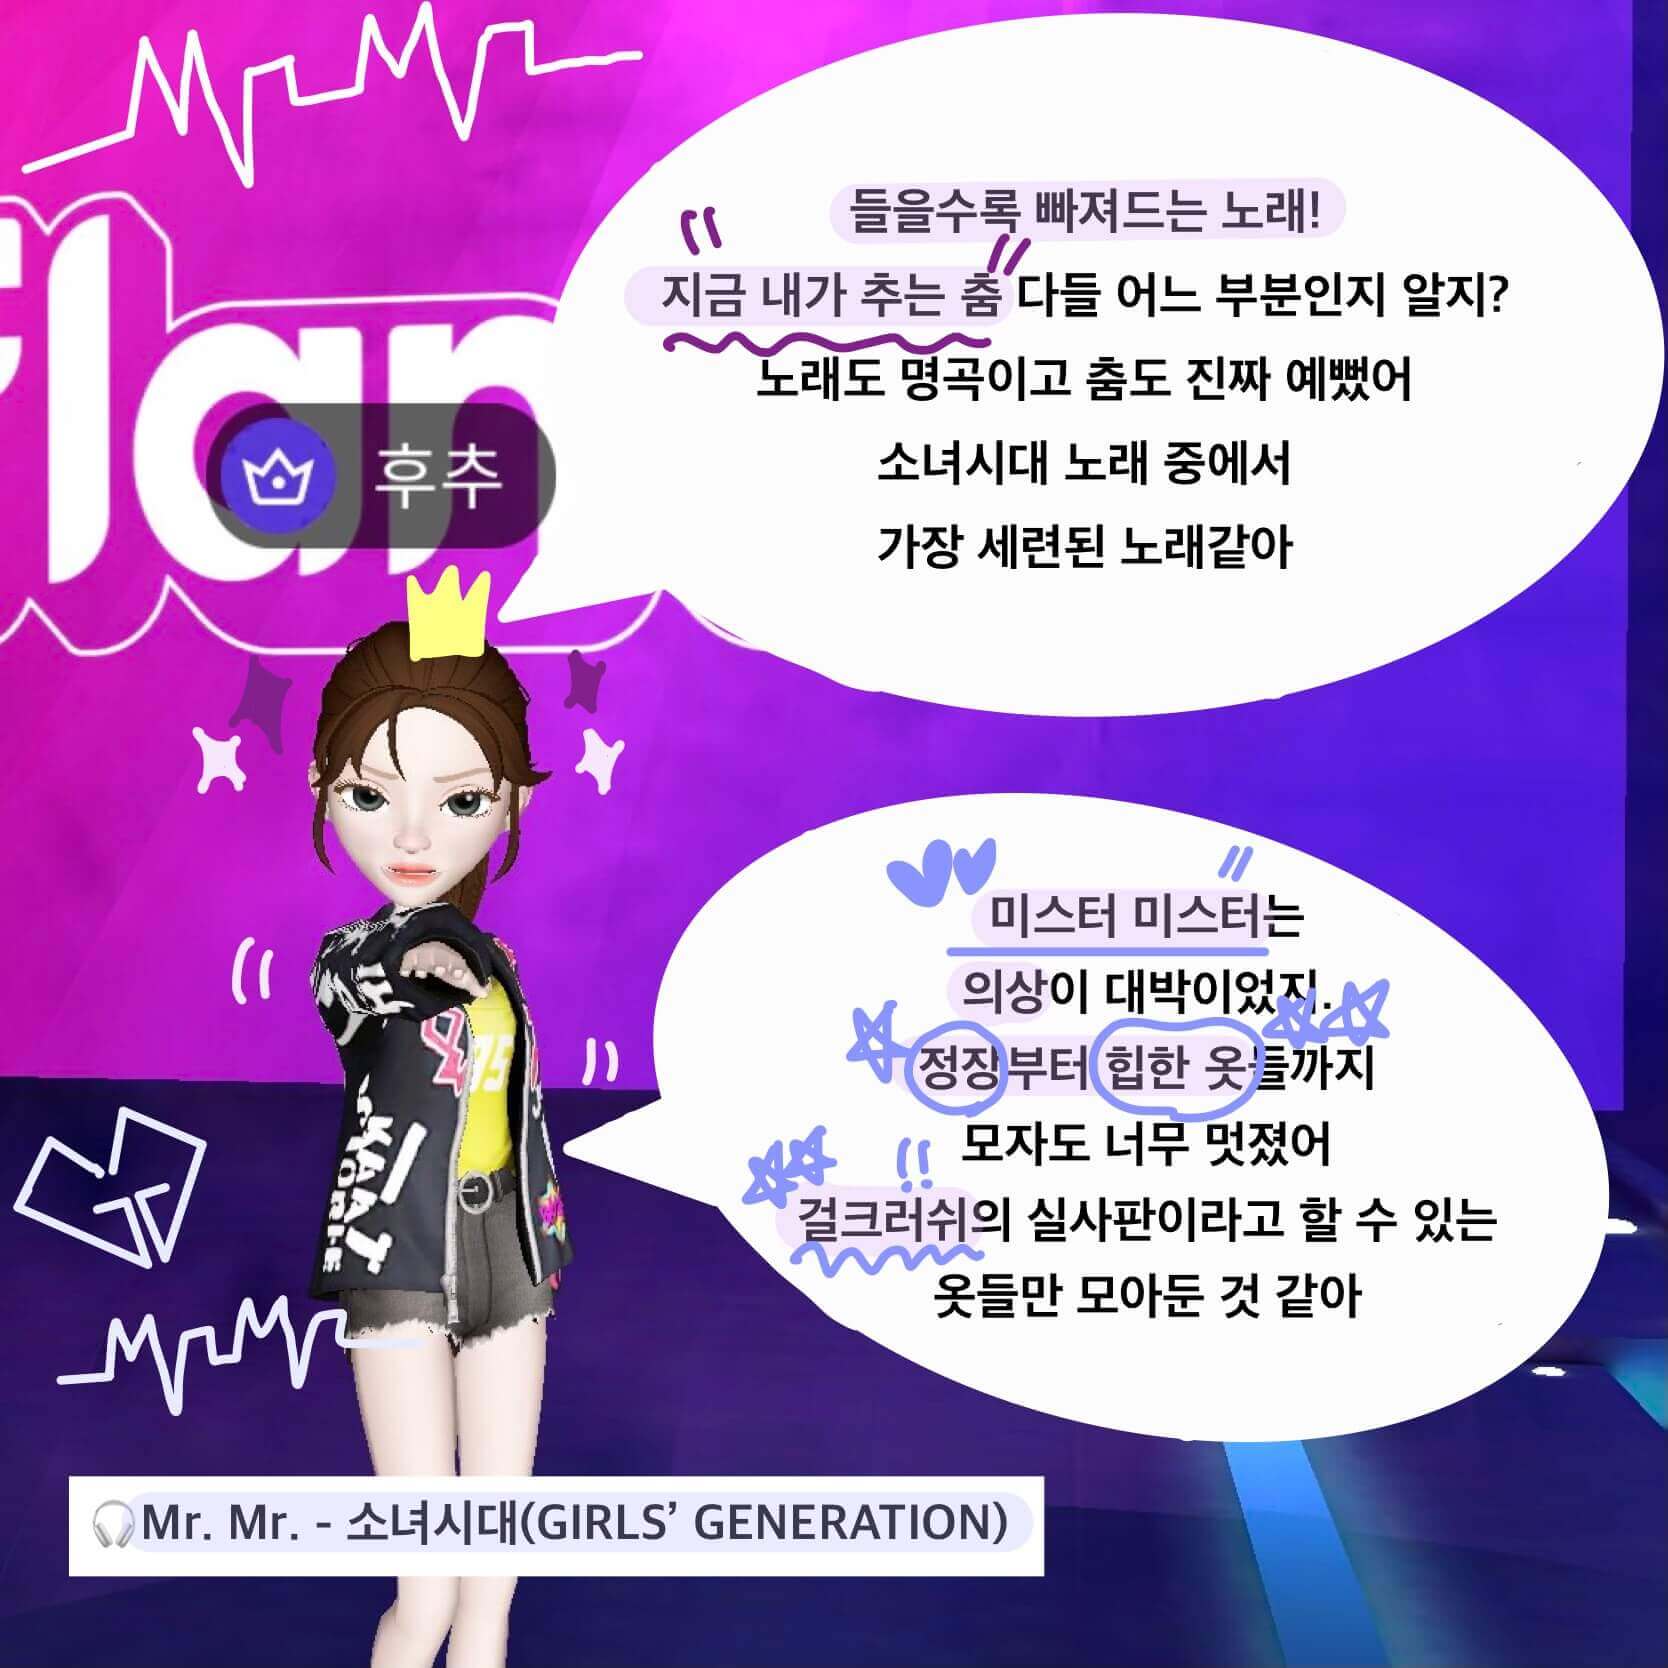 Mr.Mr.
flan
들을수록 빠져드는 노래!
"지금 내가 추는 춤" 다들 어느 부분인지 알지?
노래도 명곡이고 춤도 진짜 예뻤어
소녀시대 노래 중에서
가장 세련된 노래같아
후추
미스터 미스터는
의상이 대박이었지.
정장부터 힙한 옷들까지
모자도 너무 멋졌어
!!
걸크러쉬의 실사판이라고 할 수 있는
옷들만 모아둔 것 같아
Mr.Mr.
🎧Mr. Mr. - 소녀시대(GIRLS’ GENERATION)